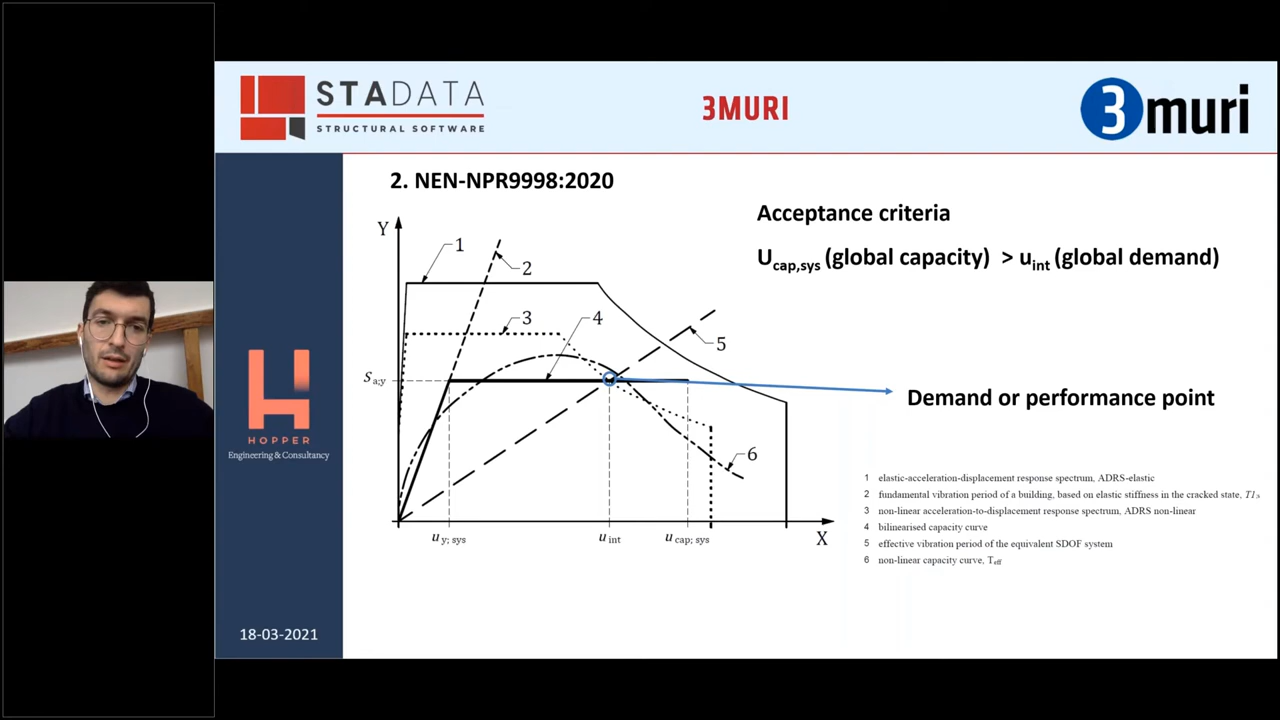 STADATA
STRUCTURAL SOFTWARE
3MURI
3muri
2. NEN-NPR9998:2020
Acceptance criteria
Ucap,sys (global capacity) > uint (global demand)
Y
1
2
3
4
5
6
Sa;y
uy; sys
uint
ucap; sys
X
Demand or performance point
1 elastic-acceleration-displacement response spectrum, ADRS-elastic
2 fundamental vibration period of a building, based on elastic stiffness in the cracked state,
3 non-linear acceleration-to-displacement response spectrum, ADRS non-linear
4 bilinearised capacity curve
5 effective vibration period of the equivalent SDOF system
6 non-linear capacity curve, Teff
HOPPER
Engineering & Consultancy
18-03-2021